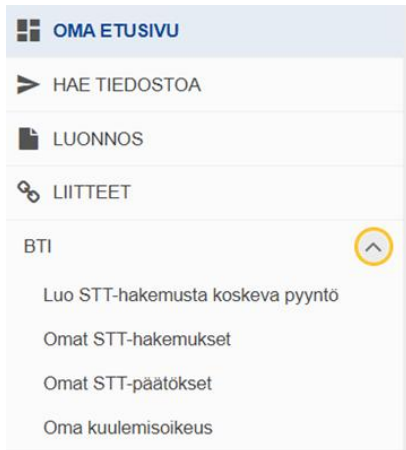 OMA ETUSIVU
HAE TIEDOSTOA
LUONNOS
LIITTEET
BTI
Luo STT-hakemusta koskeva pyyntö
Omat STT-hakemukset
Omat STT-päätökset
Oma kuulemisoikeus